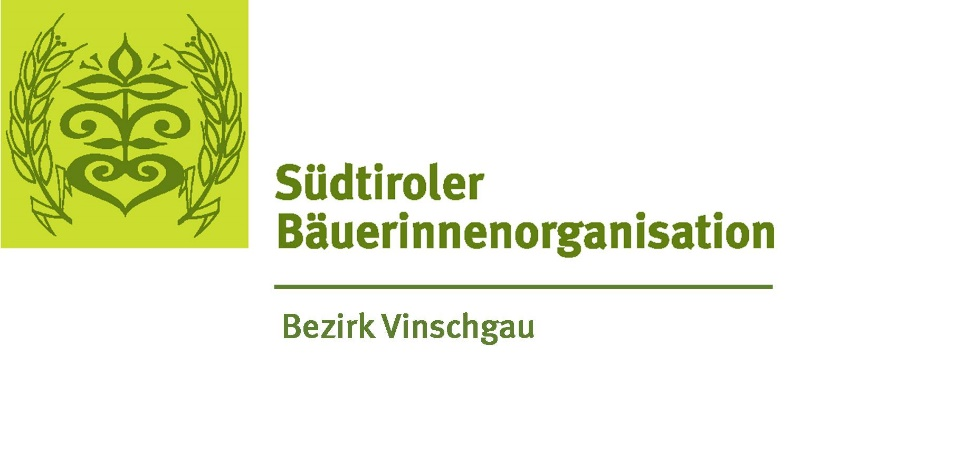 Südtiroler
Bäuerinnenorganisation
Bezirk Vinschgau